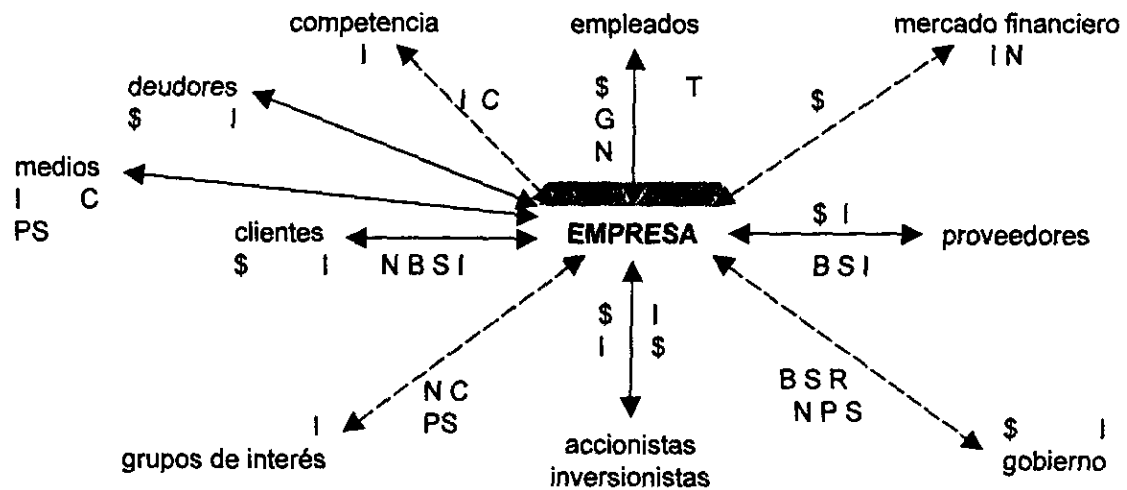 competencia
I
empleados
mercado financiero
I N
deudores
$ I
I C
$ T
G
N
$
medios
I C
PS
clientes
$ I
N B S I
EMPRESA
$ I
B S I
proveedores
$ I
I $
N C
PS
B S R
N P S
I
grupos de interés
accionistas
inversionistas
$ I
gobierno